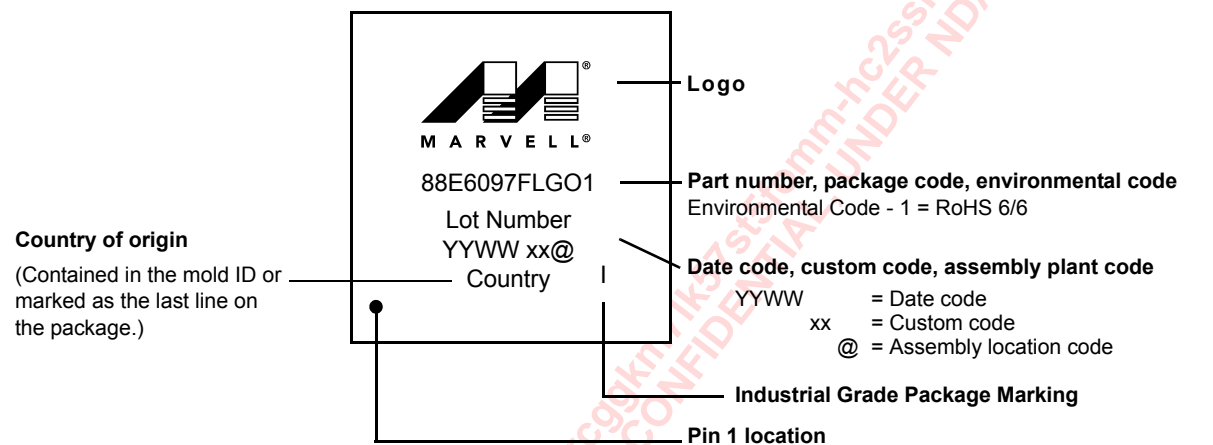 Logo
MARVELL®
88E6097FLGO1
Part number, package code, environmental code
Environmental Code - 1 = RoHS 6/6
Lot Number
YYWW xx@
Country
I
Country of origin
(Contained in the mold ID or
marked as the last line on
the package.)
Date code, custom code, assembly plant code
YYWW = Date code
xx = Custom code
@ = Assembly location code
Industrial Grade Package Marking
Pin 1 location
CONFIDENTIAL UNDER NDA